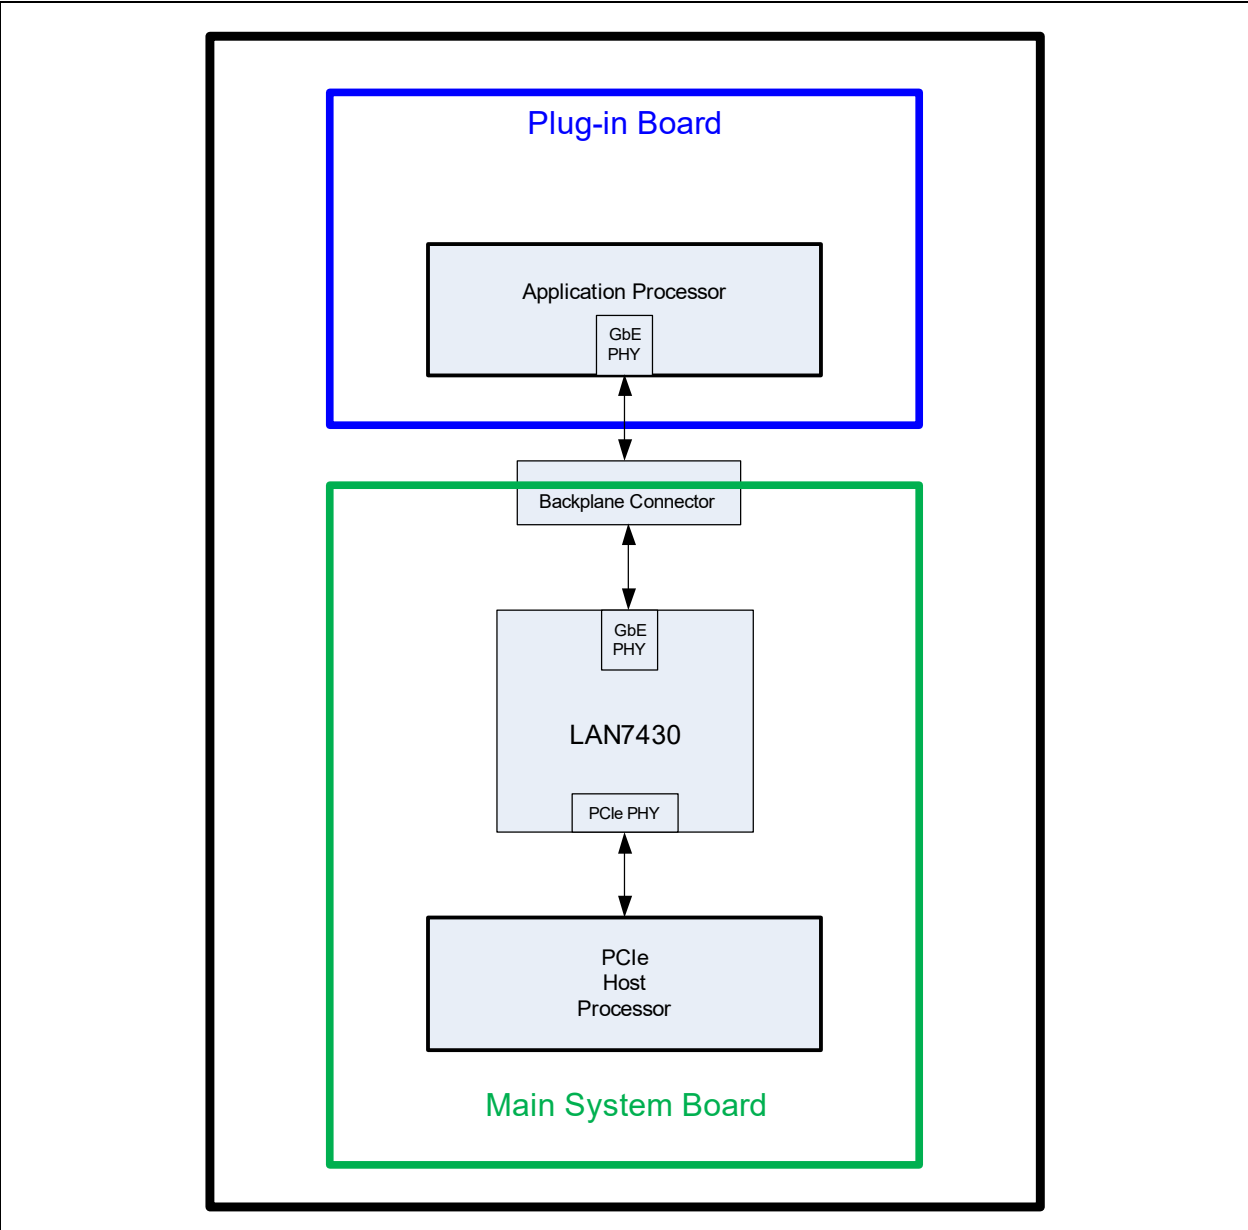 Plug-in Board
Application Processor
GbE
PHY
Backplane Connector
GbE
PHY
LAN7430
PCIe PHY
PCIe
Host
Processor
Main System Board